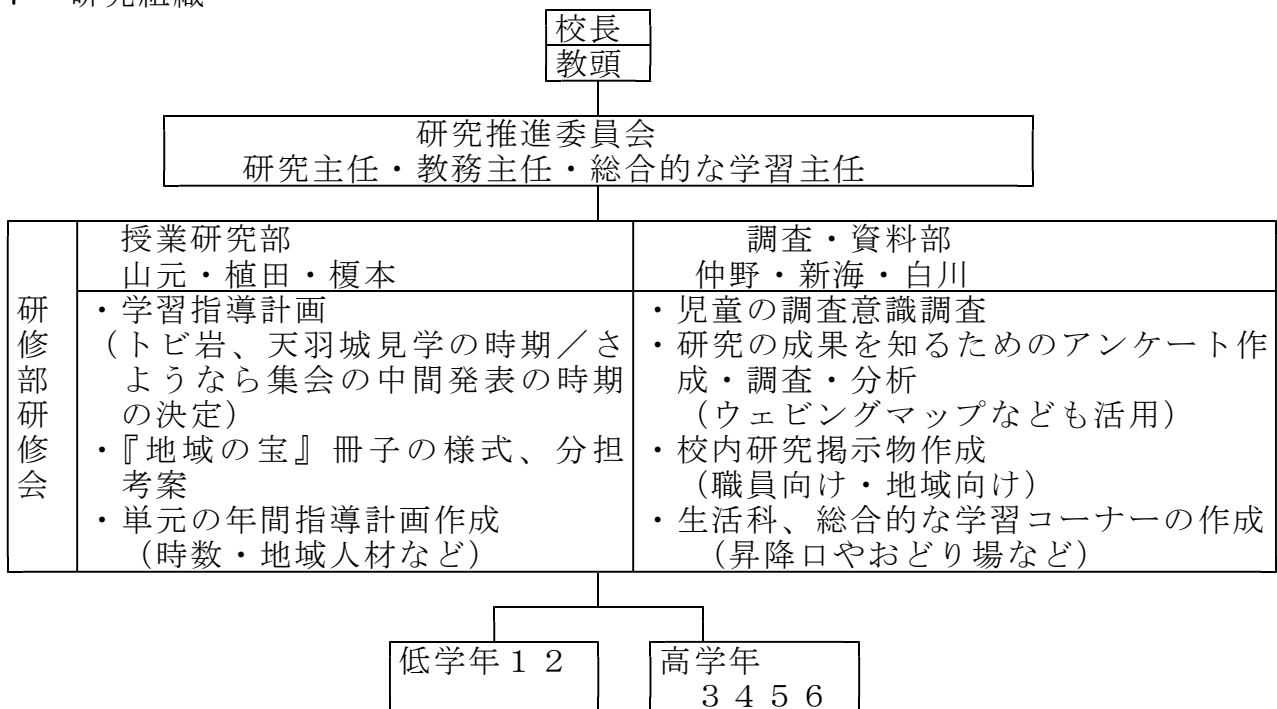 研究組織
校長
教頭
研究推進委員会
研究主任・教務主任・総合的な学習主任
研修部研修会
授業研究部
山元・植田・榎本
・学習指導計画
（トビ岩、天羽城見学の時期／さ
ようなら集会の中間発表の時期
の決定）
・『地域の宝』冊子の様式、分担
考案
・単元の年間指導計画作成
（時数・地域人材など）
調査・資料部
仲野・新海・白川
・児童の調査意識調査
・研究の成果を知るためのアンケート作
成・調査・分析
（ウェビングマップなども活用）
・校内研究掲示物作成
（職員向け・地域向け）
・生活科、総合的な学習コーナーの作成
（昇降口やおどり場など）
低学年１２
高学年
３４５６